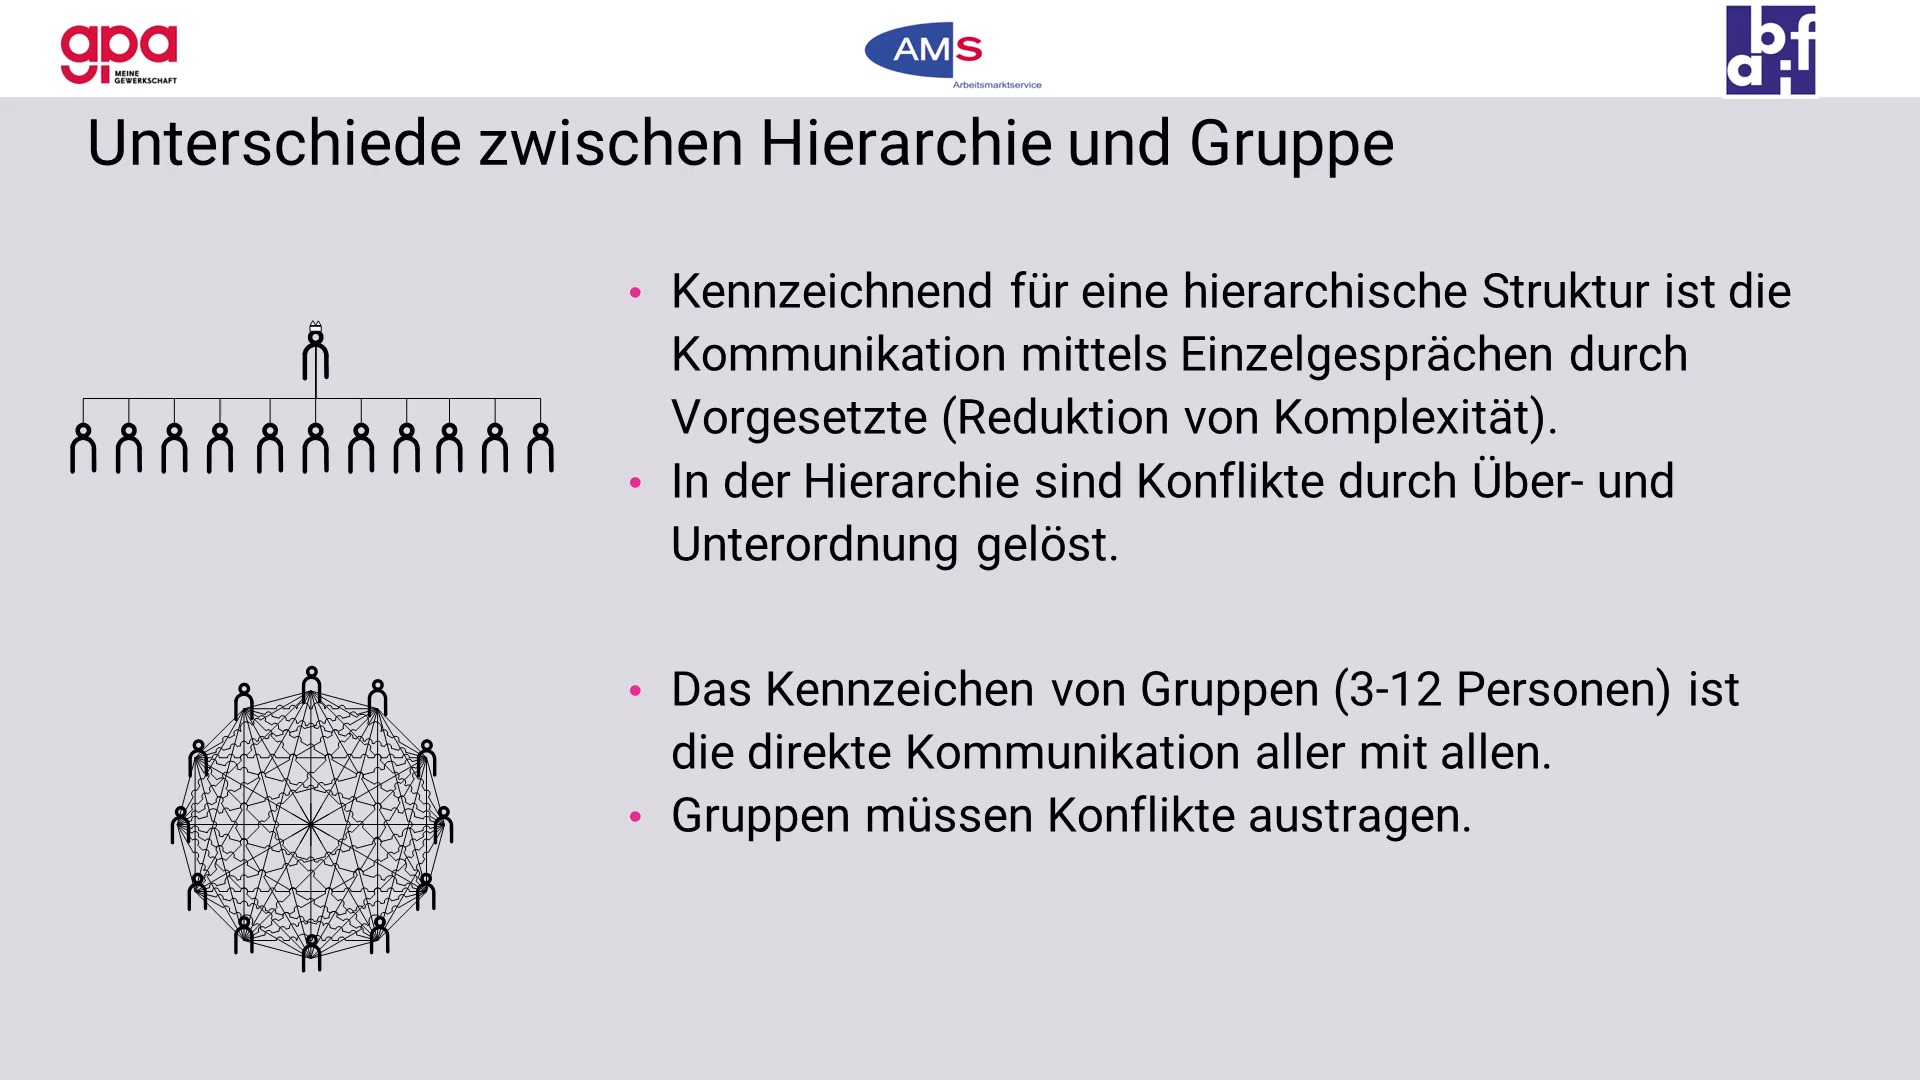 gpa
MEINE
GEWERKSCHAFT
AMS
Arbeitsmarktservice
abif
Unterschiede zwischen Hierarchie und Gruppe
• Kennzeichnend für eine hierarchische Struktur ist die
Kommunikation mittels Einzelgesprächen durch
Vorgesetzte (Reduktion von Komplexität).
• In der Hierarchie sind Konflikte durch Über- und
Unterordnung gelöst.
• Das Kennzeichen von Gruppen (3-12 Personen) ist
die direkte Kommunikation aller mit allen.
• Gruppen müssen Konflikte austragen.